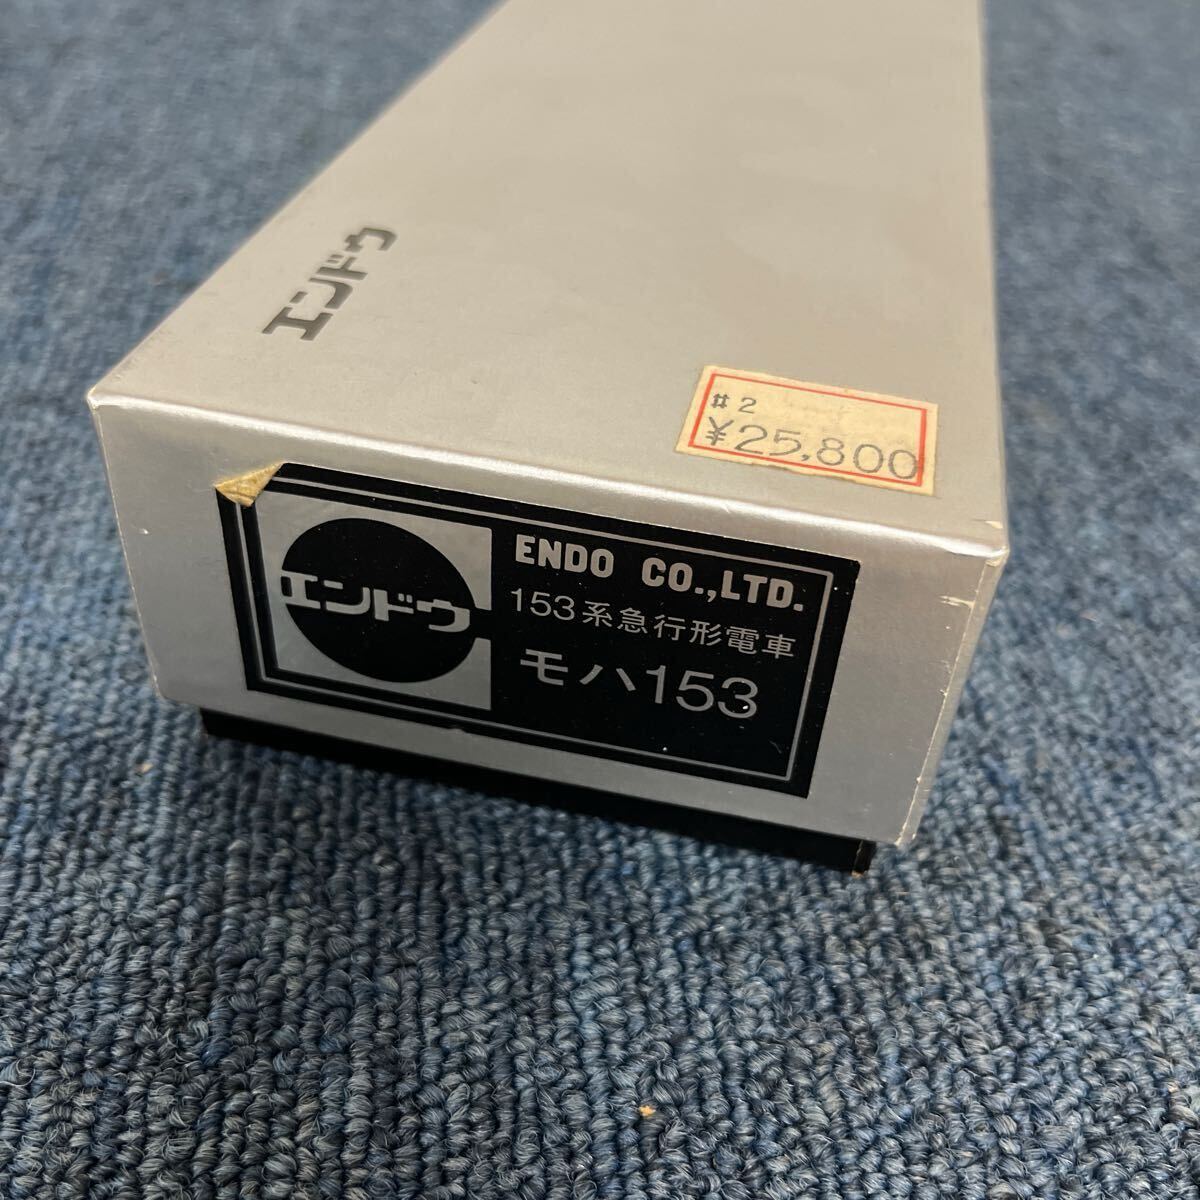 エンドウ
# 2
¥25,800
エンドウ
ENDO CO.,LTD.
153系急行形電車
モハ153